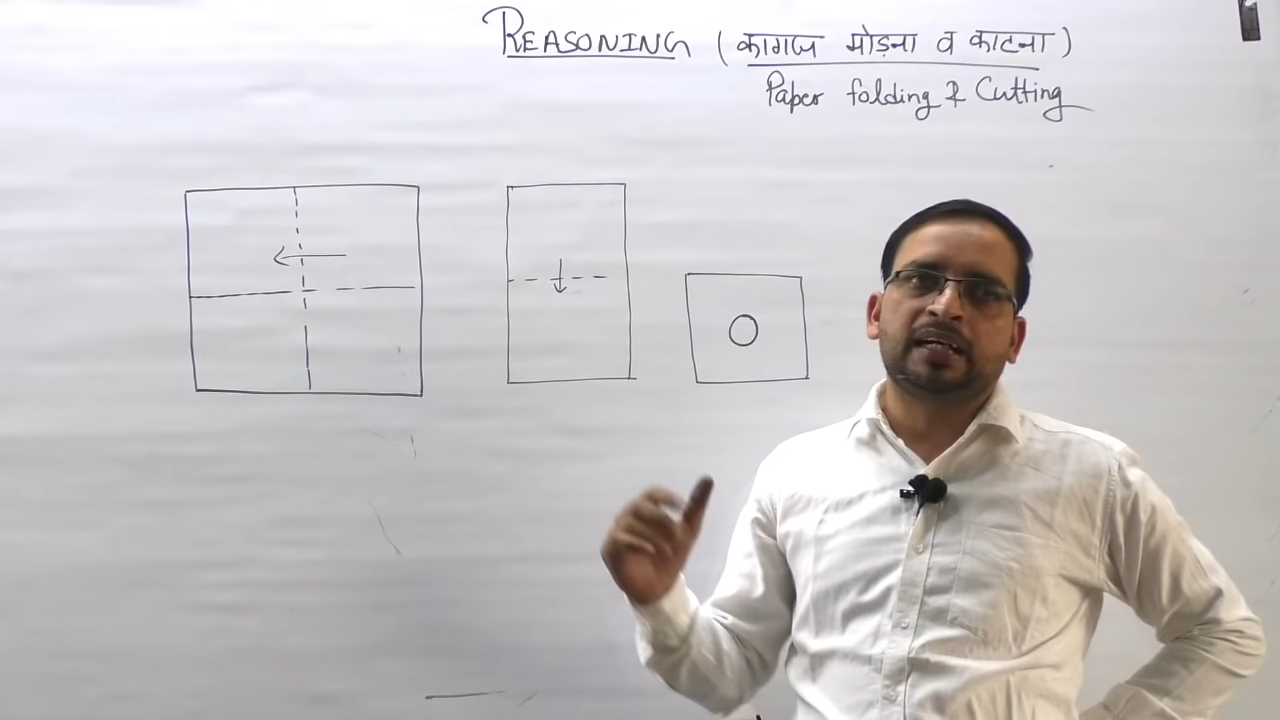 REASONING (कागज मोड़ना व काटना)
Paper folding & Cutting